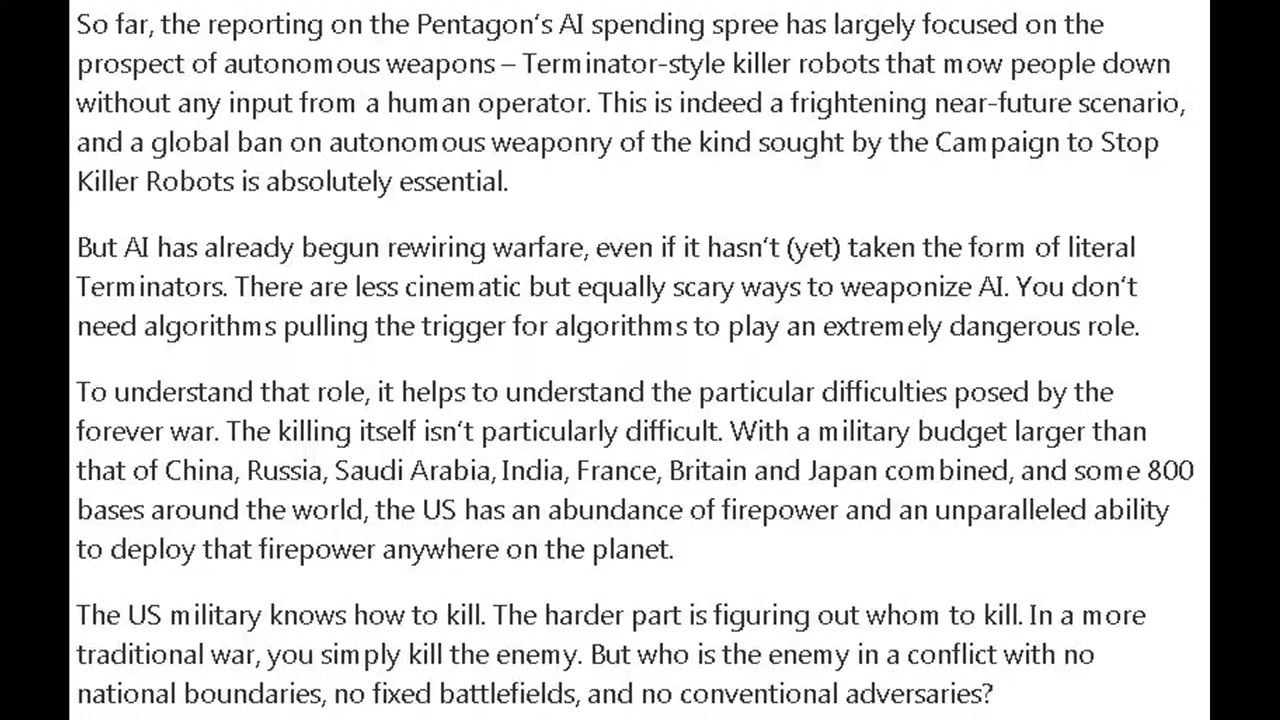 So far, the reporting on the Pentagon’s AI spending spree has largely focused on the
prospect of autonomous weapons – Terminator-style killer robots that mow people down
without any input from a human operator. This is indeed a frightening near-future scenario,
and a global ban on autonomous weaponry of the kind sought by the Campaign to Stop
Killer Robots is absolutely essential.
But AI has already begun rewiring warfare, even if it hasn’t (yet) taken the form of literal
Terminators. There are less cinematic but equally scary ways to weaponize AI. You don’t
need algorithms pulling the trigger for algorithms to play an extremely dangerous role.
To understand that role, it helps to understand the particular difficulties posed by the
forever war. The killing itself isn’t particularly difficult. With a military budget larger than
that of China, Russia, Saudi Arabia, India, France, Britain and Japan combined, and some 800
bases around the world, the US has an abundance of firepower and an unparalleled ability
to deploy that firepower anywhere on the planet.
The US military knows how to kill. The harder part is figuring out whom to kill. In a more
traditional war, you simply kill the enemy. But who is the enemy in a conflict with no
national boundaries, no fixed battlefields, and no conventional adversaries?